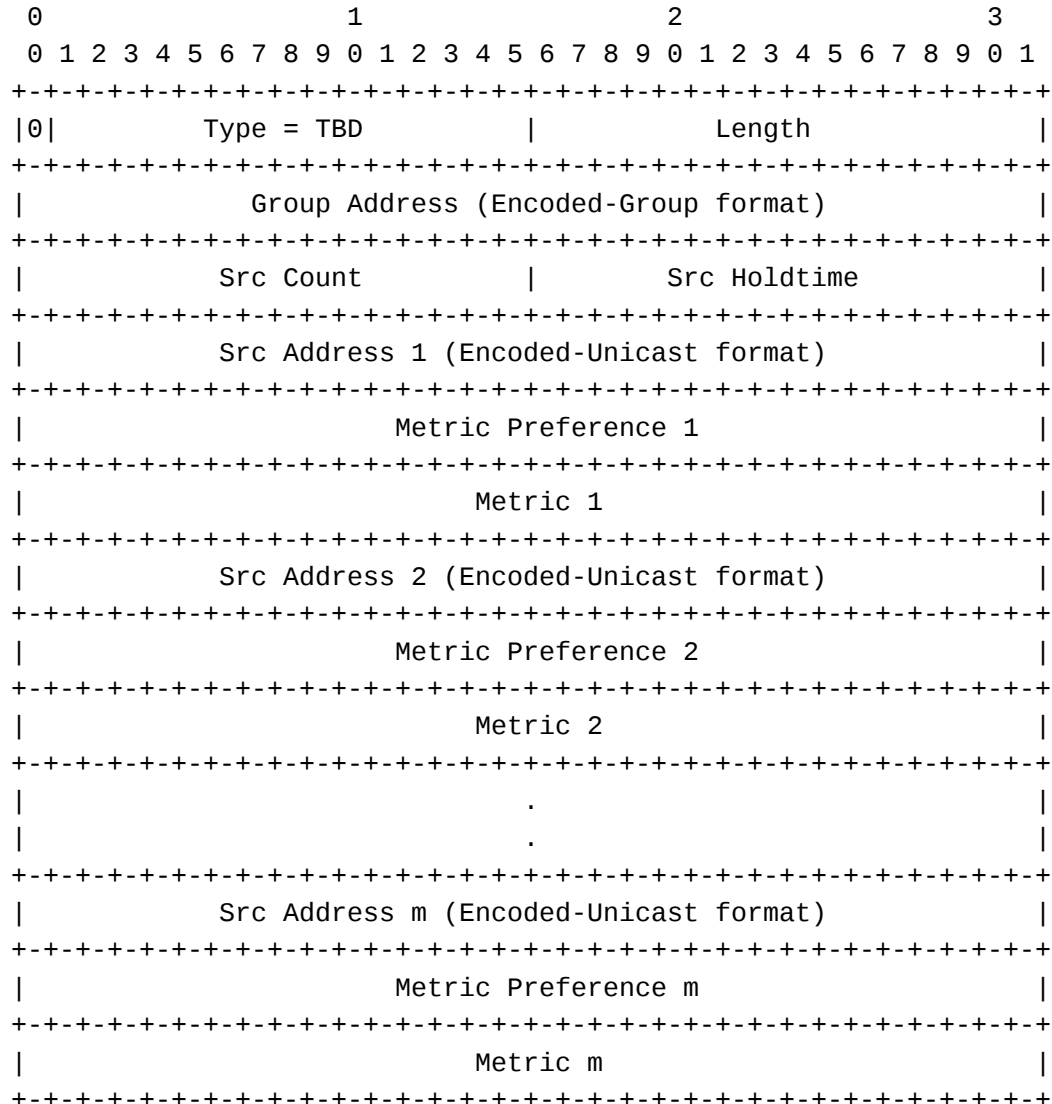 0                   1                   2                   3
 0 1 2 3 4 5 6 7 8 9 0 1 2 3 4 5 6 7 8 9 0 1 2 3 4 5 6 7 8 9 0 1
+-+-+-+-+-+-+-+-+-+-+-+-+-+-+-+-+-+-+-+-+-+-+-+-+-+-+-+-+-+-+-+-+
|0|         Type = TBD          |           Length              |
+-+-+-+-+-+-+-+-+-+-+-+-+-+-+-+-+-+-+-+-+-+-+-+-+-+-+-+-+-+-+-+-+
|              Group Address (Encoded-Group format)             |
+-+-+-+-+-+-+-+-+-+-+-+-+-+-+-+-+-+-+-+-+-+-+-+-+-+-+-+-+-+-+-+-+
|            Src Count          |        Src Holdtime           |
+-+-+-+-+-+-+-+-+-+-+-+-+-+-+-+-+-+-+-+-+-+-+-+-+-+-+-+-+-+-+-+-+
|            Src Address 1 (Encoded-Unicast format)             |
+-+-+-+-+-+-+-+-+-+-+-+-+-+-+-+-+-+-+-+-+-+-+-+-+-+-+-+-+-+-+-+-+
|                       Metric Preference 1                     |
+-+-+-+-+-+-+-+-+-+-+-+-+-+-+-+-+-+-+-+-+-+-+-+-+-+-+-+-+-+-+-+-+
|                            Metric 1                           |
+-+-+-+-+-+-+-+-+-+-+-+-+-+-+-+-+-+-+-+-+-+-+-+-+-+-+-+-+-+-+-+-+
|            Src Address 2 (Encoded-Unicast format)             |
+-+-+-+-+-+-+-+-+-+-+-+-+-+-+-+-+-+-+-+-+-+-+-+-+-+-+-+-+-+-+-+-+
|                       Metric Preference 2                     |
+-+-+-+-+-+-+-+-+-+-+-+-+-+-+-+-+-+-+-+-+-+-+-+-+-+-+-+-+-+-+-+-+
|                            Metric 2                           |
+-+-+-+-+-+-+-+-+-+-+-+-+-+-+-+-+-+-+-+-+-+-+-+-+-+-+-+-+-+-+-+-+
|                               .                               |
|                               .                               |
+-+-+-+-+-+-+-+-+-+-+-+-+-+-+-+-+-+-+-+-+-+-+-+-+-+-+-+-+-+-+-+-+
|            Src Address m (Encoded-Unicast format)             |
+-+-+-+-+-+-+-+-+-+-+-+-+-+-+-+-+-+-+-+-+-+-+-+-+-+-+-+-+-+-+-+-+
|                       Metric Preference m                     |
+-+-+-+-+-+-+-+-+-+-+-+-+-+-+-+-+-+-+-+-+-+-+-+-+-+-+-+-+-+-+-+-+
|                            Metric m                           |
+-+-+-+-+-+-+-+-+-+-+-+-+-+-+-+-+-+-+-+-+-+-+-+-+-+-+-+-+-+-+-+-+